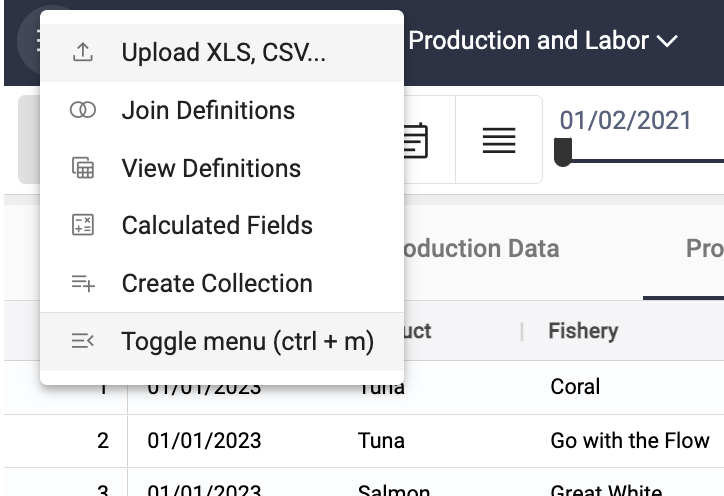 Production and Labor
Upload XLS, CSV...
Join Definitions
View Definitions
Calculated Fields
Create Collection
Toggle menu (ctrl + m)
01/02/2021
oduction Data
Pro
uct
Fishery
1 01/01/2023 Tuna Coral
2 01/01/2023 Tuna Go with the Flow
3 01/01/2023 Salmon Great White